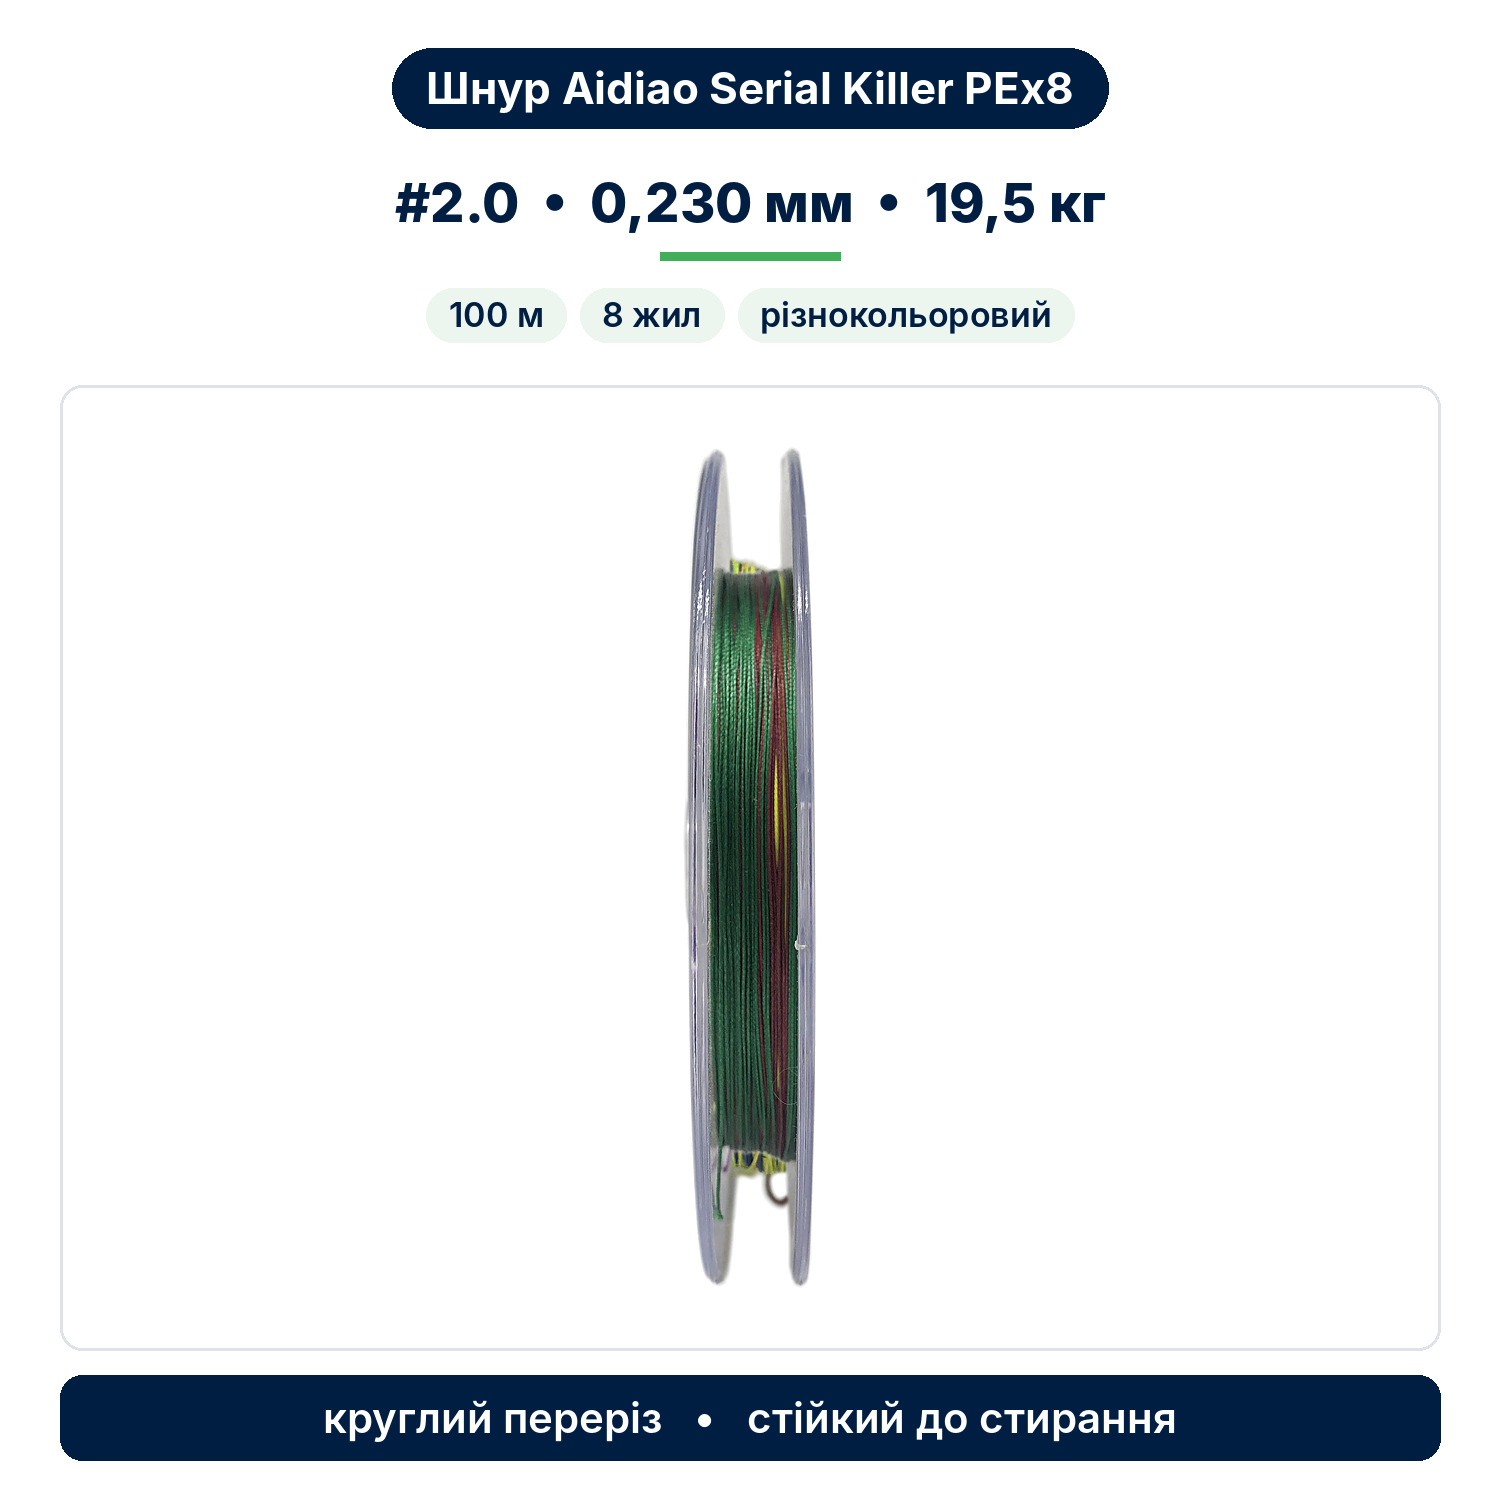 Шнур Aidiao Serial Killer PEx8
#2.0 • 0,230 мм • 19,5 кг
100 м 8 жил різнокольоровий
круглий переріз • стійкий до стирання